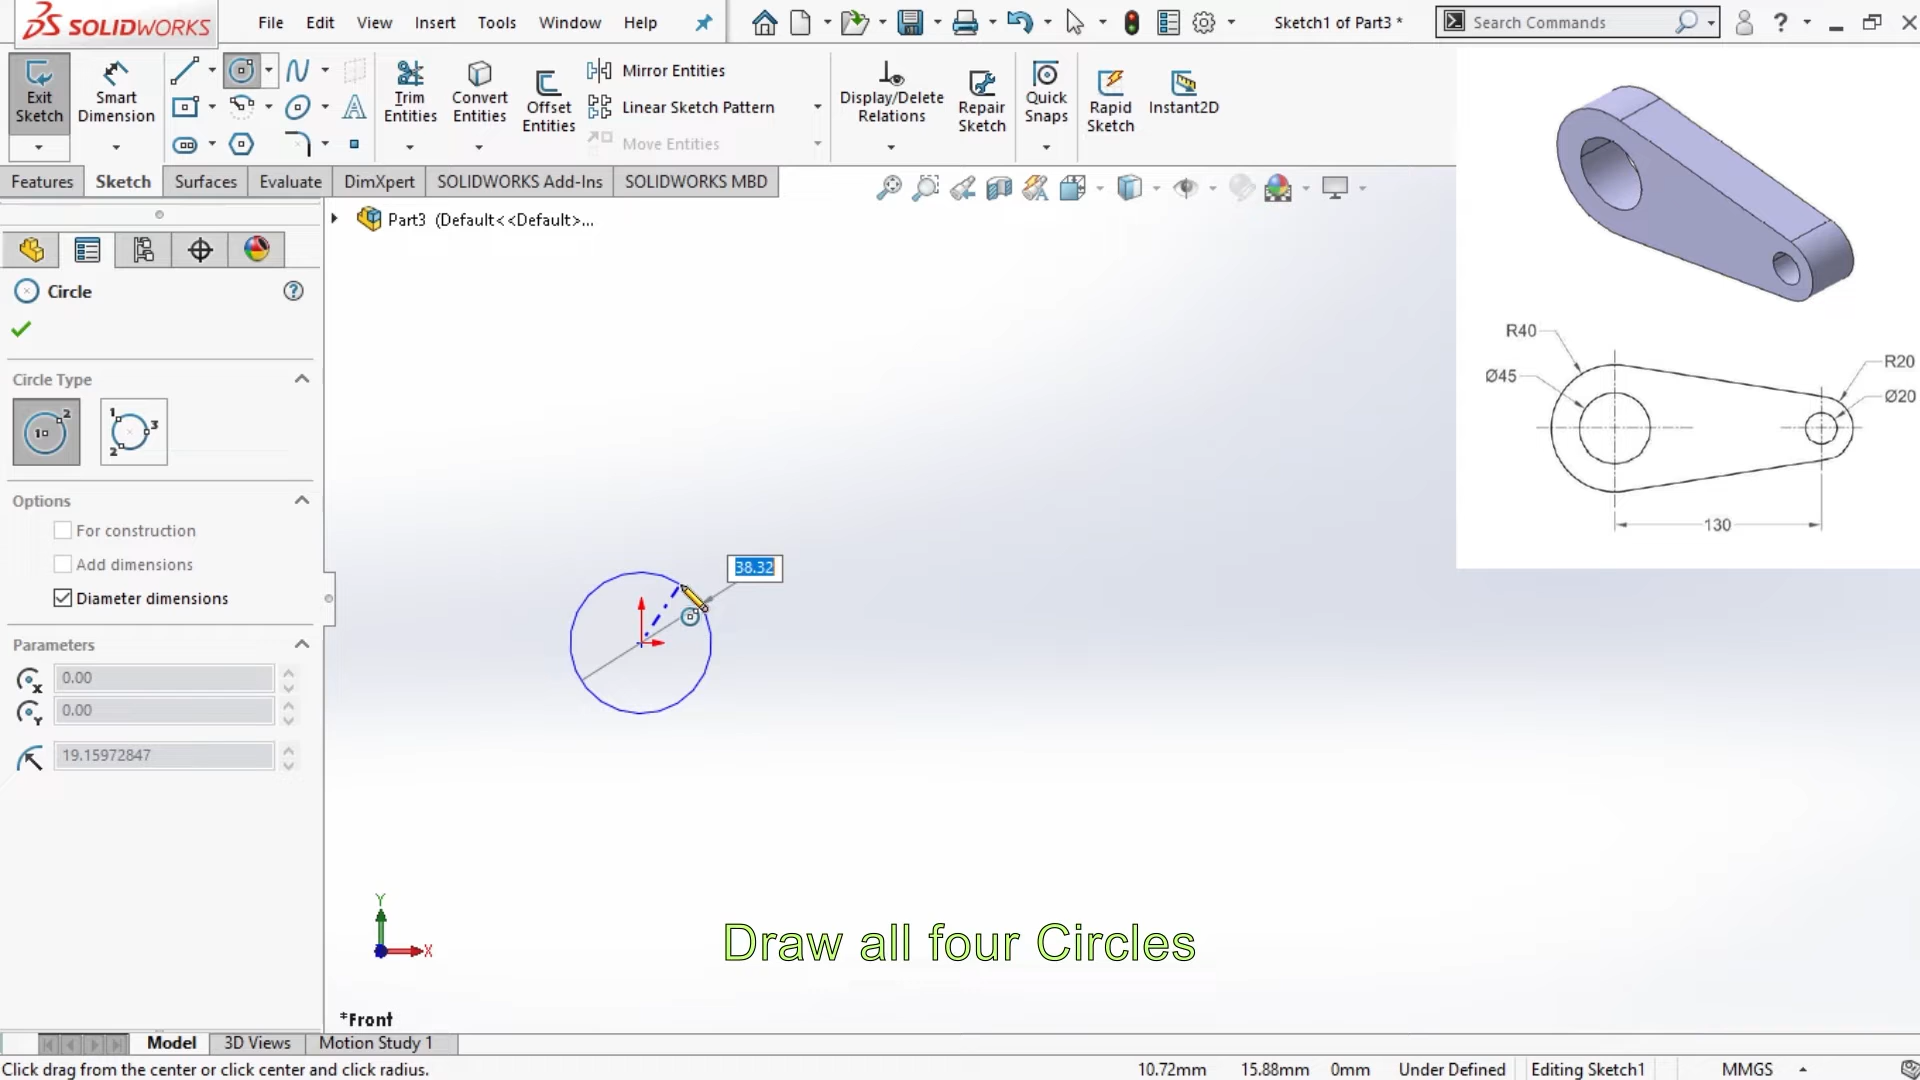 SOLIDWORKS
File Edit View Insert Tools Window Help
Sketch1 of Part3 *
Search Commands
Exit Sketch
Smart Dimension
Trim Entities
Convert Entities
Offset Entities
Mirror Entities
Linear Sketch Pattern
Move Entities
Display/Delete Relations
Repair Sketch
Quick Snaps
Rapid Sketch
Instant2D
Features Sketch Surfaces Evaluate DimXpert SOLIDWORKS Add-Ins SOLIDWORKS MBD
Part3 (Default<<Default>...
Circle
Circle Type
Options
For construction
Add dimensions
Diameter dimensions
Parameters
0.00
0.00
19.15972847
38.32
R40
Ø45
R20
Ø20
130
Y
X
Draw all four Circles
*Front
Model 3D Views Motion Study 1
Click drag from the center or click center and click radius.
10.72mm 15.88mm 0mm Under Defined Editing Sketch1 MMGS